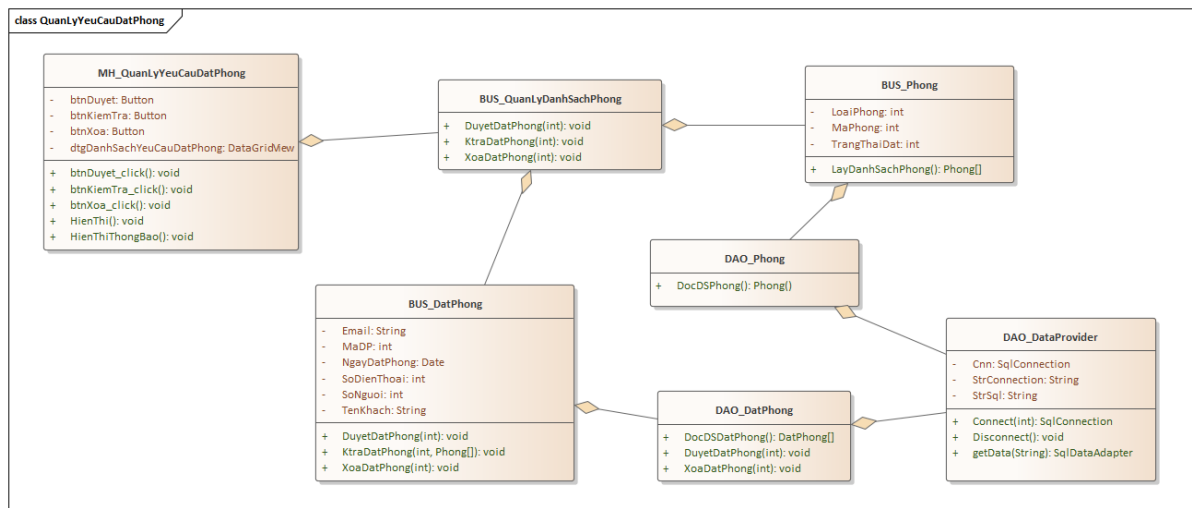 class QuanLyYeuCauDatPhong
MH_QuanLyYeuCauDatPhong
- btnDuyet: Button
- btnKiemTra: Button
- btnXoa: Button
- dtgDanhSachYeuCauDatPhong: DataGridView
+ btnDuyet_click(): void
+ btnKiemTra_click(): void
+ btnXoa_click(): void
+ HienThi(): void
+ HienThiThongBao(): void
BUS_QuanLyDanhSachPhong
+ DuyetDatPhong(int): void
+ KtraDatPhong(int): void
+ XoaDatPhong(int): void
BUS_Phong
- LoaiPhong: int
- MaPhong: int
- TrangThaiDat: int
+ LayDanhSachPhong(): Phong[]
DAO_Phong
+ DocDSPhong(): Phong()
BUS_DatPhong
- Email: String
- MaDP: int
- NgayDatPhong: Date
- SoDienThoai: int
- SoNguoi: int
- TenKhach: String
+ DuyetDatPhong(int): void
+ KtraDatPhong(int, Phong[]): void
+ XoaDatPhong(int): void
DAO_DatPhong
+ DocDSDatPhong(): DatPhong[]
+ DuyetDatPhong(int): void
+ XoaDatPhong(int): void
DAO_DataProvider
- Cnn: SqlConnection
- StrConnection: String
- StrSql: String
+ Connect(int): SqlConnection
+ Disconnect(): void
+ getData(String): SqlDataAdapter